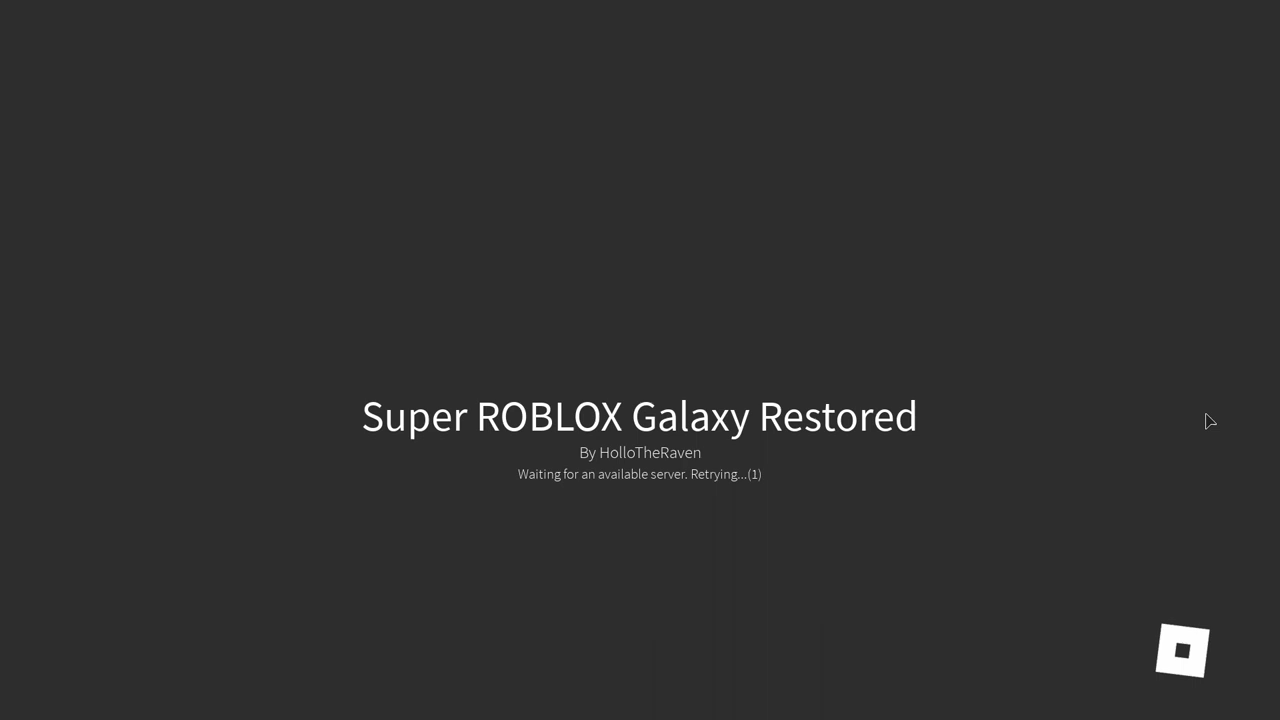 Super ROBLOX Galaxy Restored
By HolloTheRaven
Waiting for an available server. Retrying...(1)